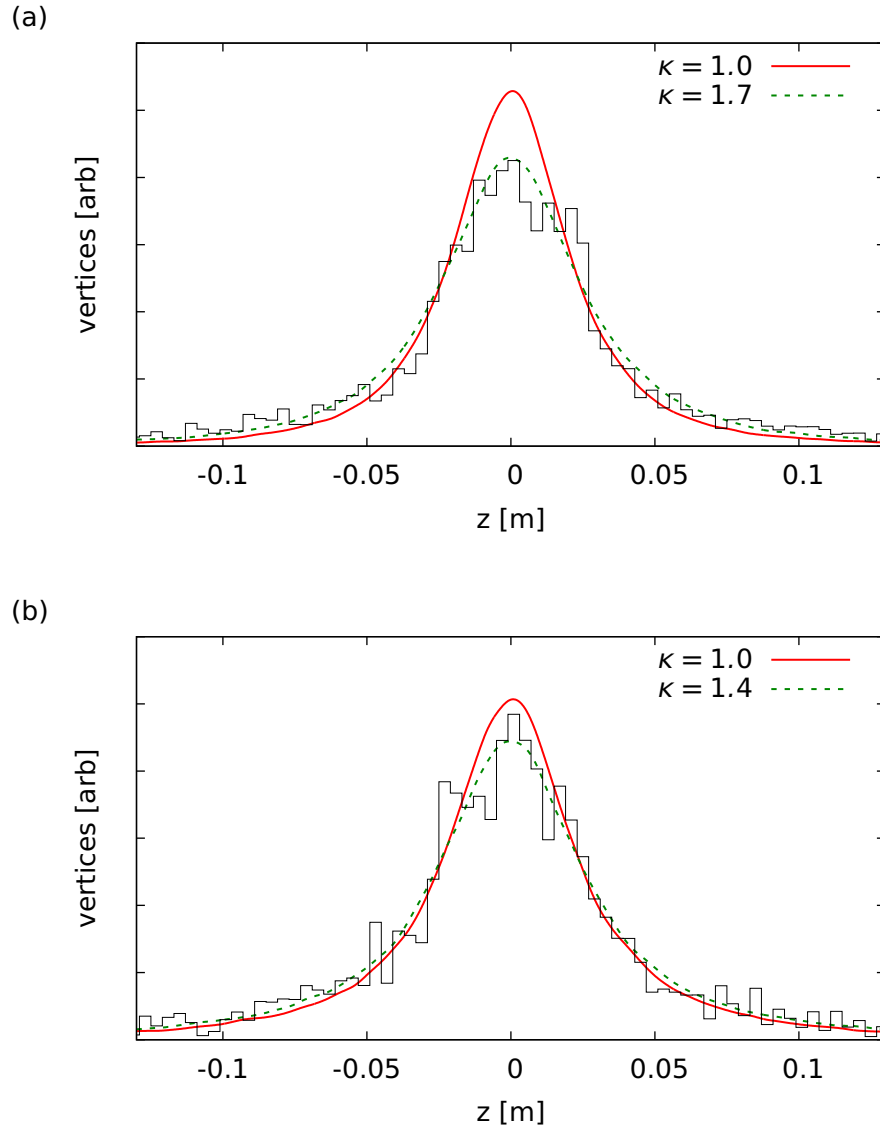 (a)
κ = 1.0
κ = 1.7
vertices [arb]
-0.1 -0.05 0 0.05 0.1
z [m]
(b)
κ = 1.0
κ = 1.4
vertices [arb]
-0.1 -0.05 0 0.05 0.1
z [m]